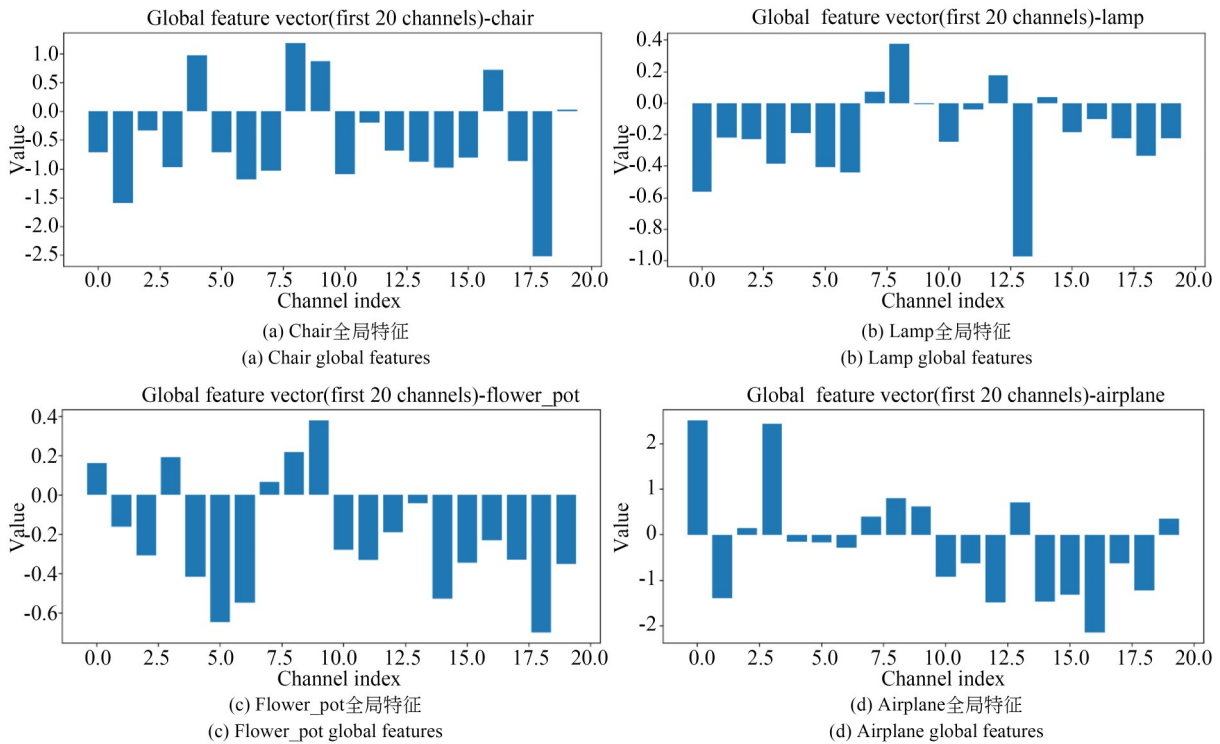 Global feature vector(first 20 channels)-chair
1.0
0.5
0.0
-0.5
-1.0
-1.5
-2.0
-2.5
Value
0.0 2.5 5.0 7.5 10.0 12.5 15.0 17.5 20.0
Channel index
(a) Chair全局特征
(a) Chair global features
Global feature vector(first 20 channels)-lamp
0.4
0.2
0.0
-0.2
-0.4
-0.6
-0.8
-1.0
Value
0.0 2.5 5.0 7.5 10.0 12.5 15.0 17.5 20.0
Channel index
(b) Lamp全局特征
(b) Lamp global features
Global feature vector(first 20 channels)-flower_pot
0.4
0.2
0.0
-0.2
-0.4
-0.6
Value
0.0 2.5 5.0 7.5 10.0 12.5 15.0 17.5 20.0
Channel index
(c) Flower_pot全局特征
(c) Flower_pot global features
Global feature vector(first 20 channels)-airplane
2
1
0
-1
-2
Value
0.0 2.5 5.0 7.5 10.0 12.5 15.0 17.5 20.0
Channel index
(d) Airplane全局特征
(d) Airplane global features